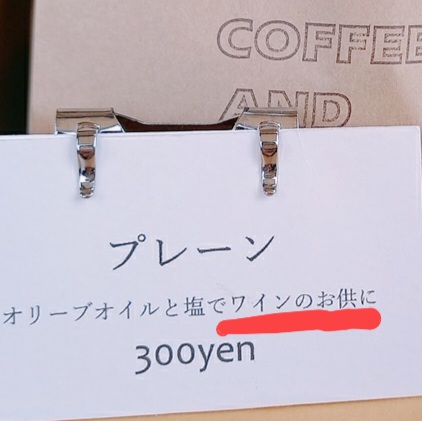 COFFEE
AND
プレーン
オリーブオイルと塩でワインのお供に
300yen